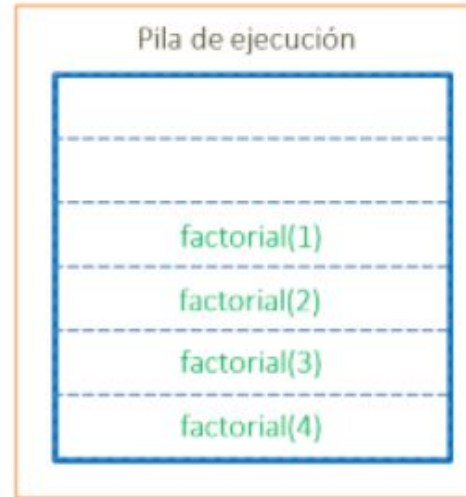 Pila de ejecución
factorial(1)
factorial(2)
factorial(3)
factorial(4)